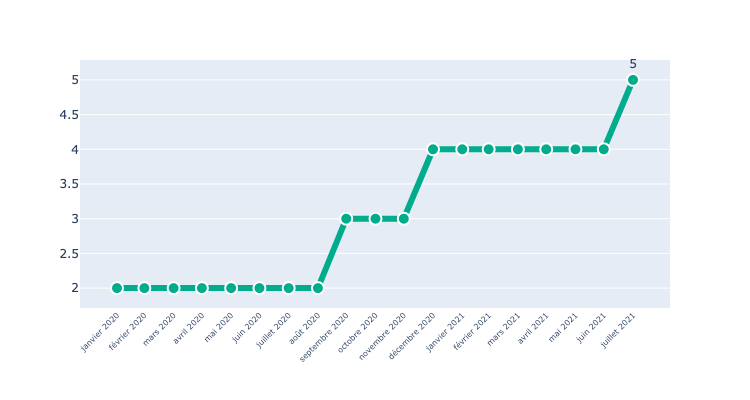 5
5
4.5
4
3.5
3
2.5
2
janvier 2020
février 2020
mars 2020
avril 2020
mai 2020
juin 2020
juillet 2020
août 2020
septembre 2020
octobre 2020
novembre 2020
décembre 2020
janvier 2021
février 2021
mars 2021
avril 2021
mai 2021
juin 2021
juillet 2021